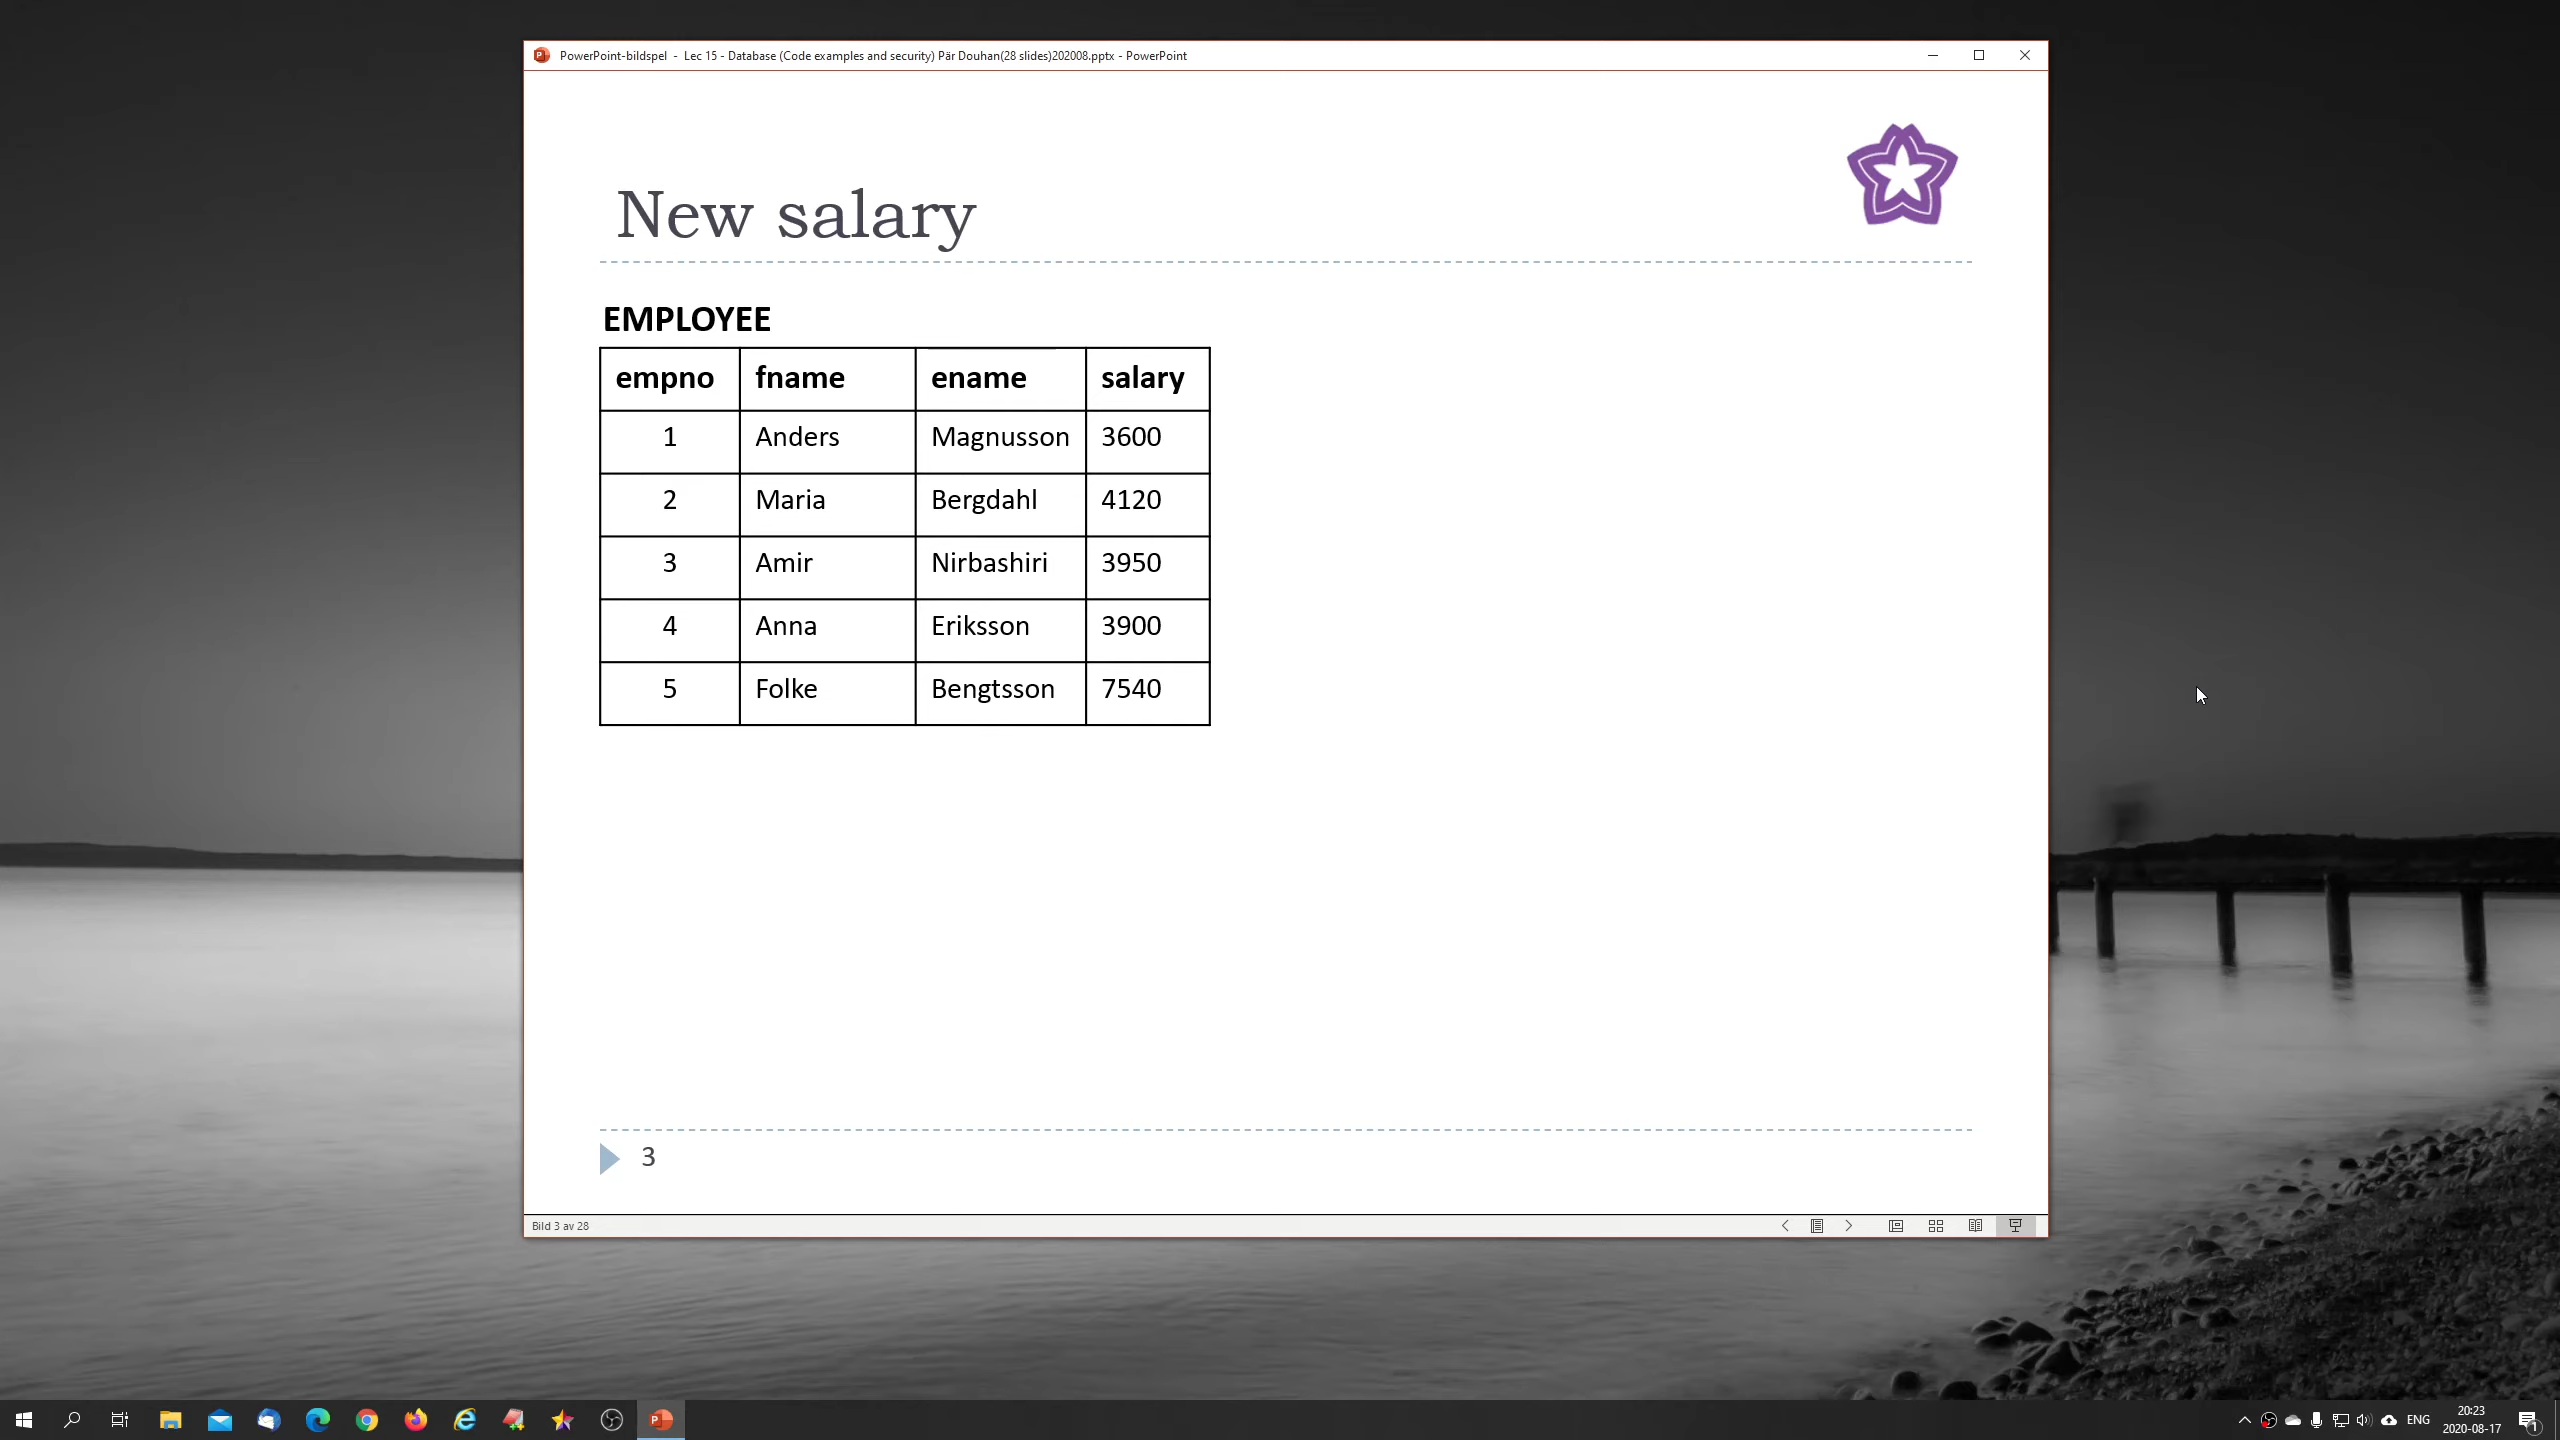 PowerPoint-bildspel - Lec 15 - Database (Code examples and security) Pär Douhan(28 slides)202008.pptx - PowerPoint
New salary
EMPLOYEE
empno fname ename salary
1 Anders Magnusson 3600
2 Maria Bergdahl 4120
3 Amir Nirbashiri 3950
4 Anna Eriksson 3900
5 Folke Bengtsson 7540
3
Bild 3 av 28
ENG
20:23
2020-08-17
1